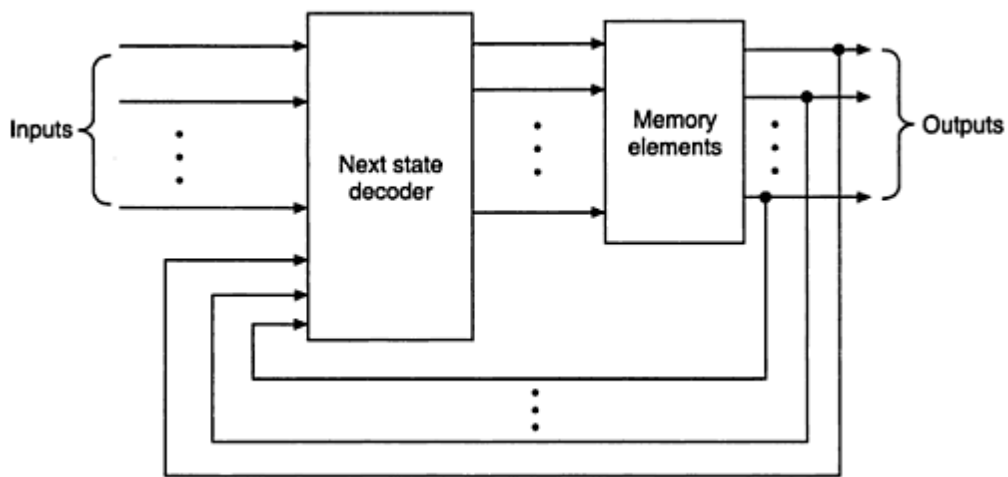 Inputs
Next state
decoder
Memory
elements
Outputs